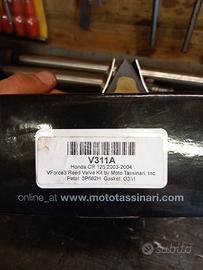 V311A
Honda CR 125 2003-2004
VForce3 Reed Valve Kit by Moto Tassinari, Inc.
Petal: 3P682H Gasket: G311
online_at www.mototassinari.com
subito